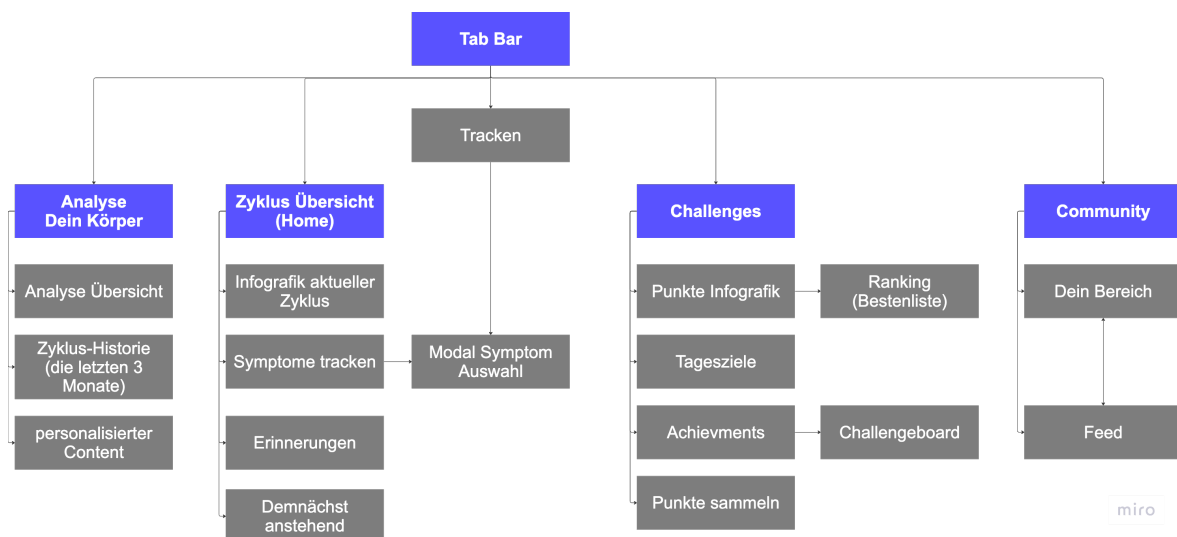 Tab Bar
Tracken
Analyse
Dein Körper
Zyklus Übersicht
(Home)
Challenges
Community
Analyse Übersicht
Infografik aktueller
Zyklus
Punkte Infografik
Ranking
(Bestenliste)
Dein Bereich
Zyklus-Historie
(die letzten 3
Monate)
Symptome tracken
Modal Symptom
Auswahl
Tagesziele
personalisierter
Content
Erinnerungen
Achievments
Challengeboard
Feed
Demnächst
anstehend
Punkte sammeln
miro